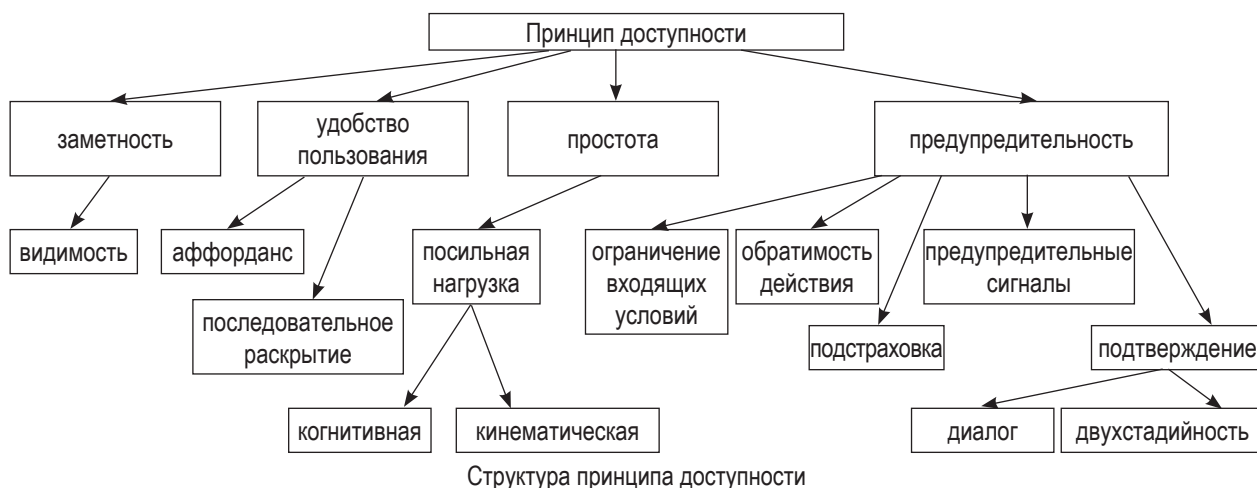 Принцип доступности
заметность
удобство
пользования
простота
предупредительность
видимость
аффорданс
последовательное
раскрытие
посильная
нагрузка
ограничение
входящих
условий
обратимость
действия
предупредительные
сигналы
подстраховка
подтверждение
когнитивная
кинематическая
диалог
двухстадийность
Структура принципа доступности